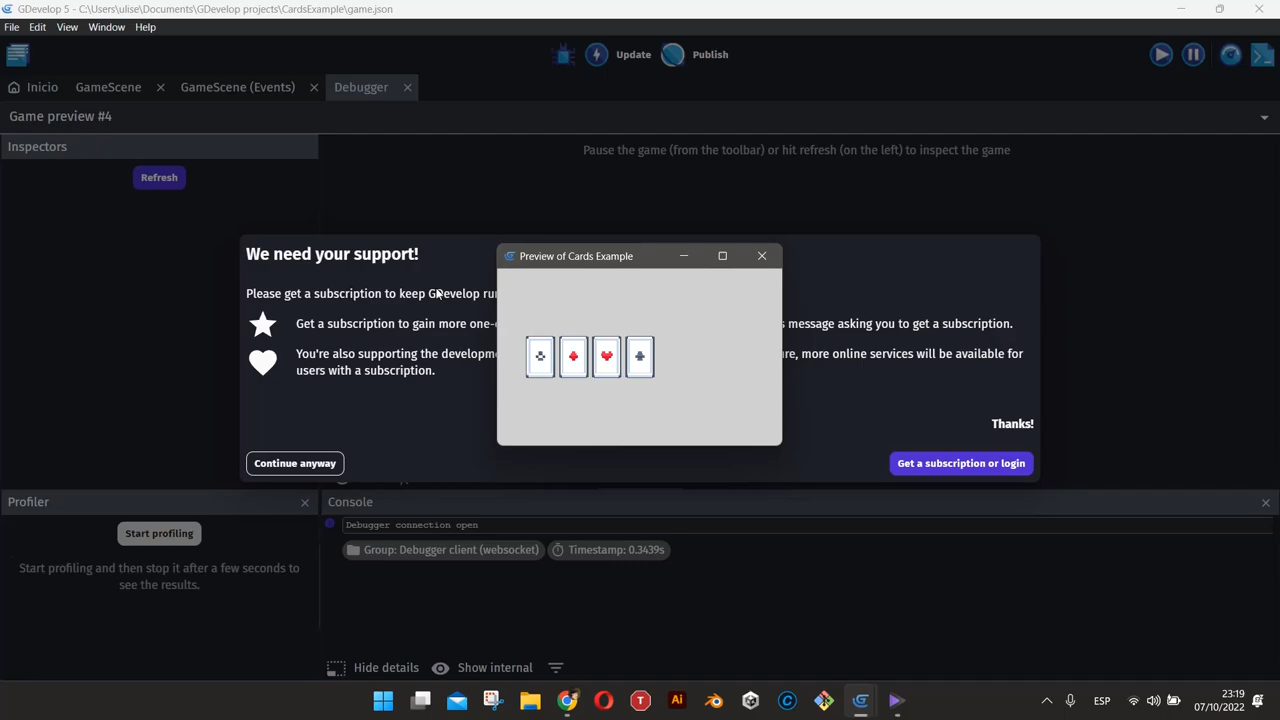 GDevelop 5 - C:\Users\ulise\Documents\GDevelop projects\CardsExample\game.json
File Edit View Window Help
Update Publish
Inicio GameScene GameScene (Events) Debugger
Game preview #4
Inspectors
Pause the game (from the toolbar) or hit refresh (on the left) to inspect the game
Refresh
We need your support!
Preview of Cards Example
Please get a subscription to keep GDevelop
Get a subscription to gain more
message asking you to get a subscription.
You're also supporting the
more online services will be available for
users with a subscription.
Thanks!
Continue anyway
Get a subscription or login
Profiler
Console
Start profiling
Debugger connection open
Group: Debugger client (websocket) Timestamp: 0.3439s
Start profiling and then stop it after a few seconds to
see the results.
Hide details Show internal
T Ai
ESP
23:19
07/10/2022